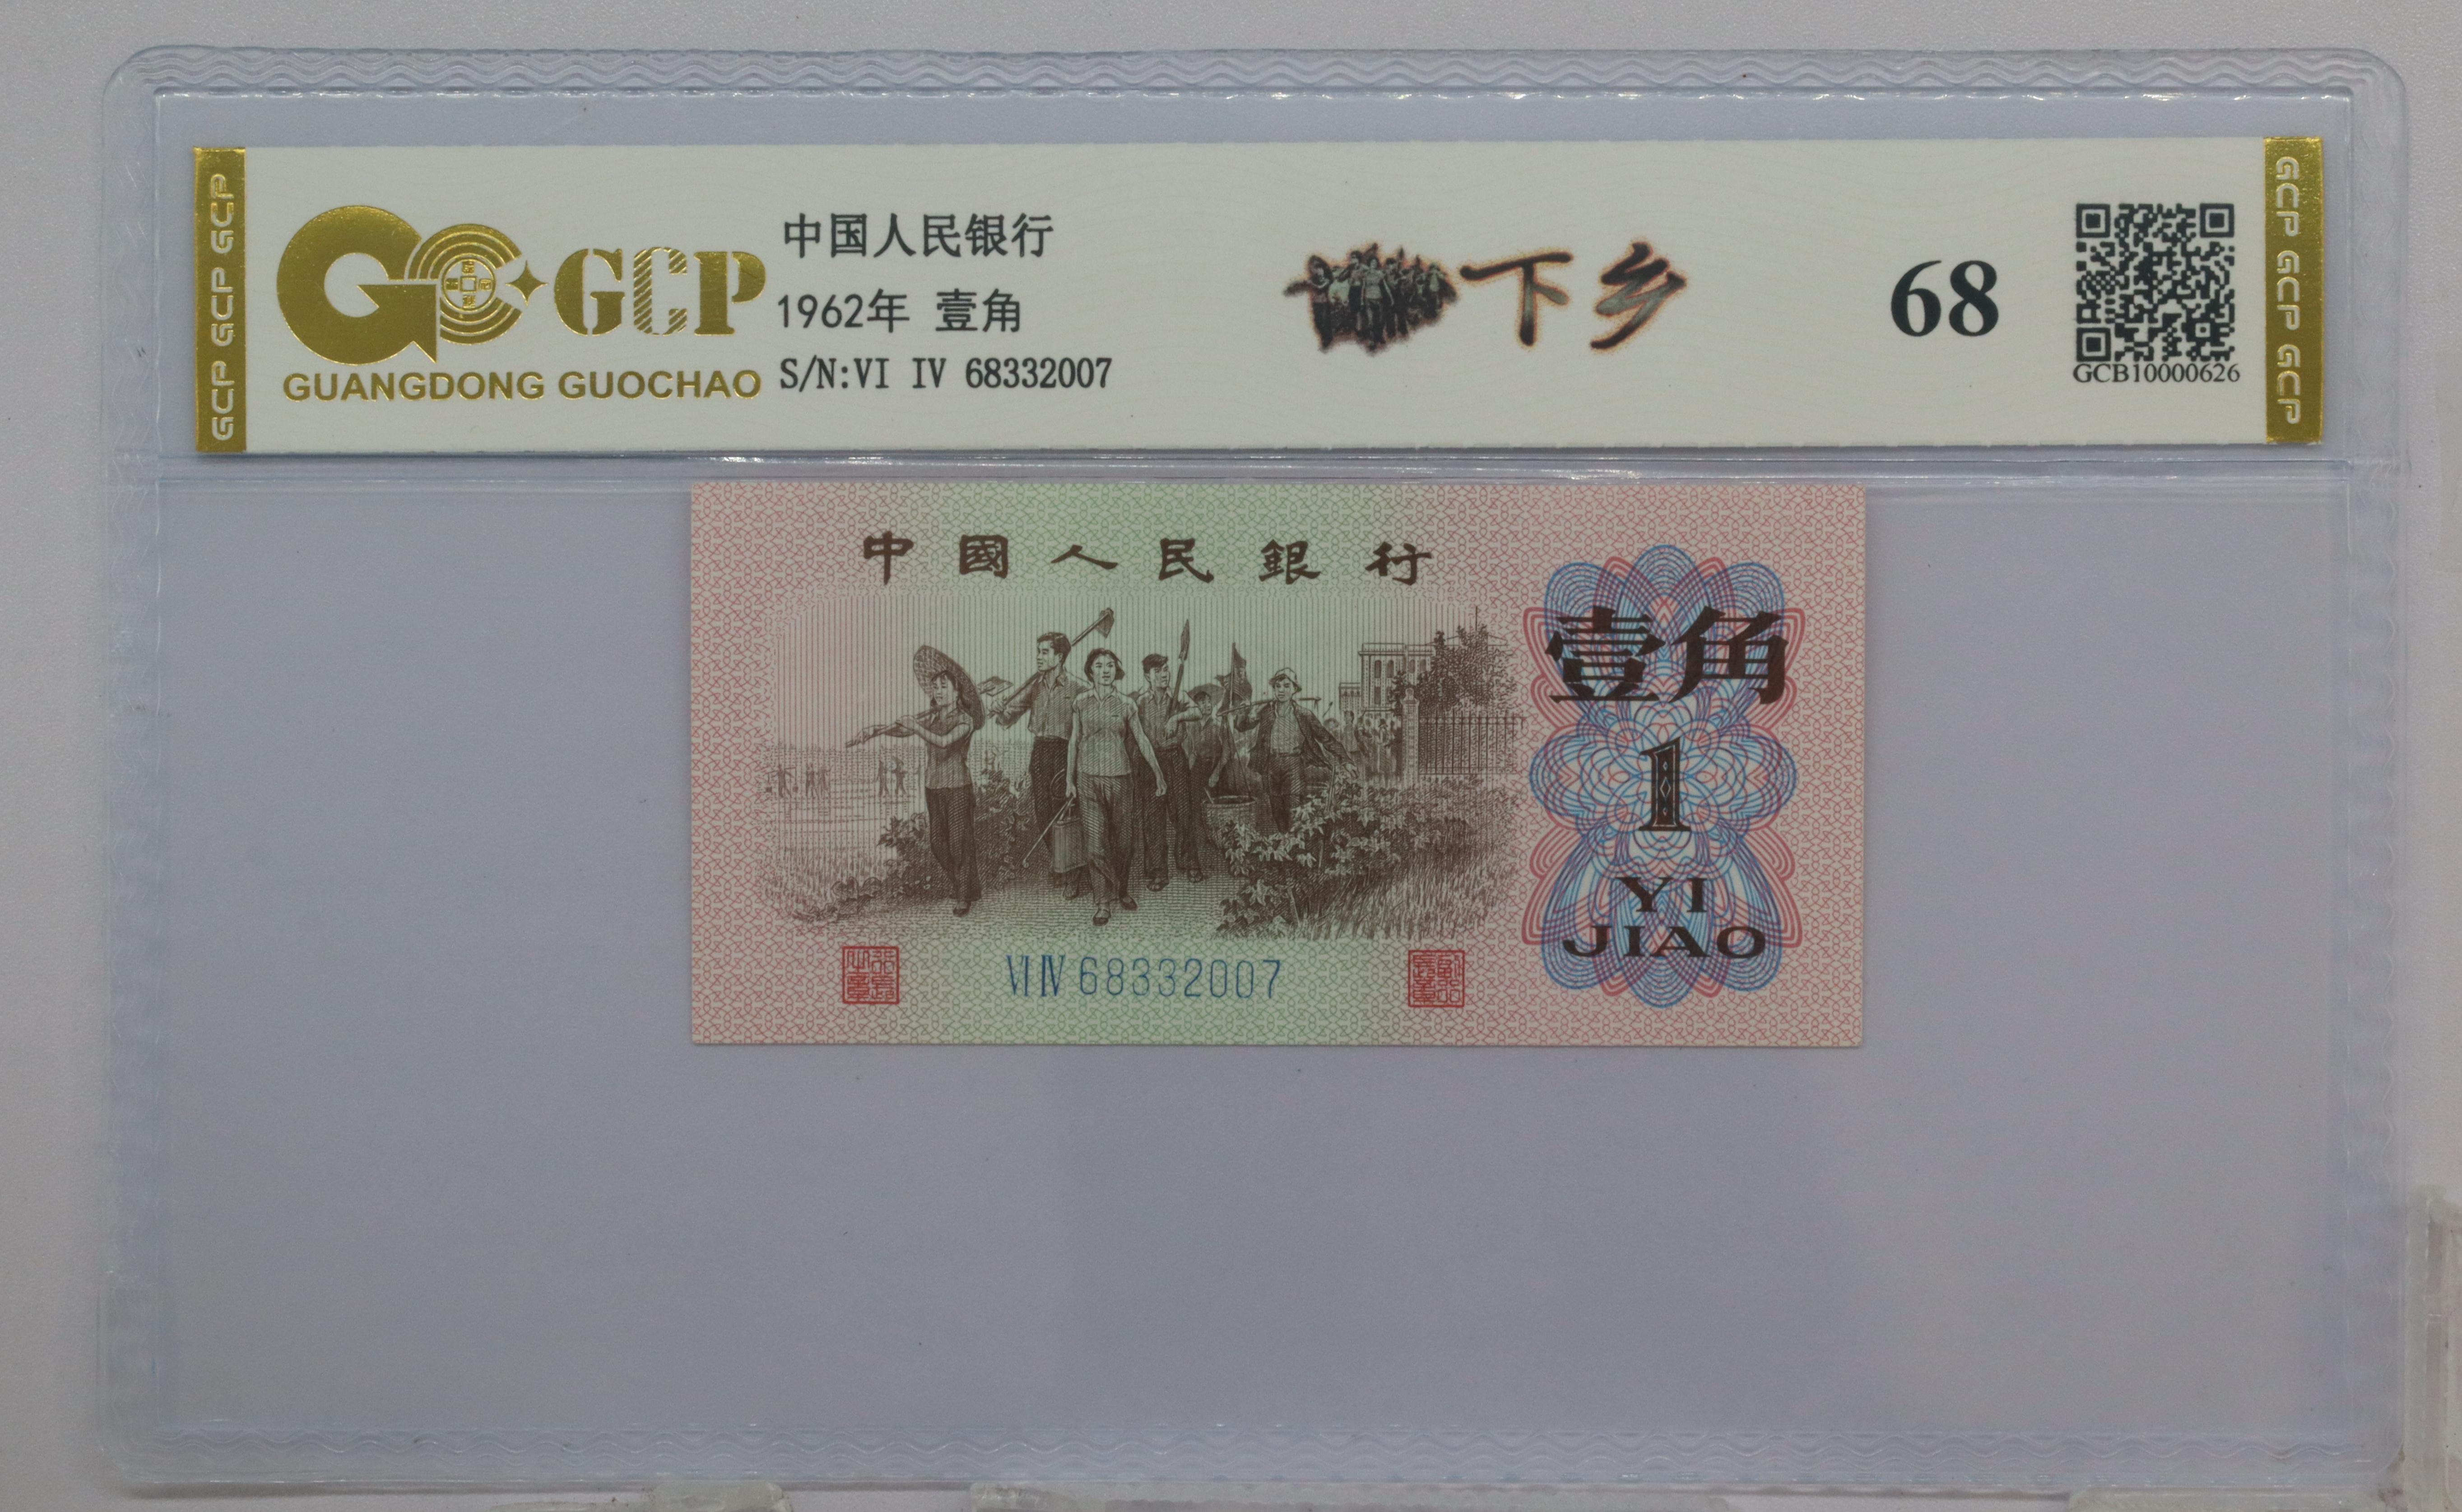 GCP GCP GCP
GCP
GUANGDONG GUOCHAO
中国人民银行
1962年 壹角
S/N:VI IV 68332007
下乡
68
GCB10000626
GCP GCP GCP
中國人民銀行
壹角
1
YI
JIAO
VI IV 68332007